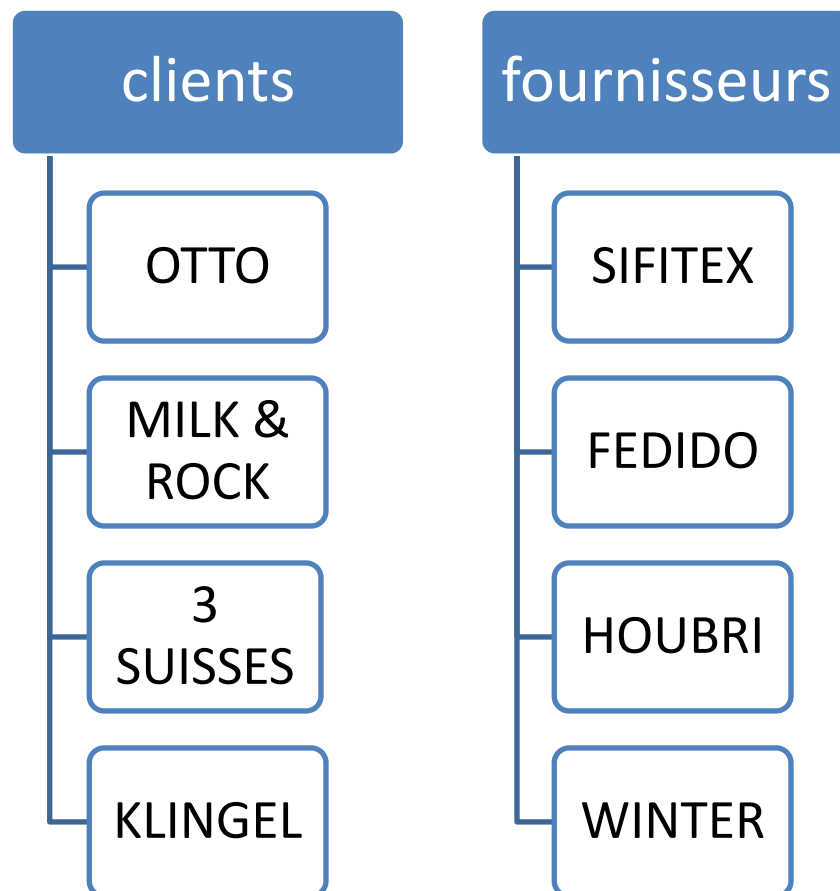 clients
OTTO
MILK &
ROCK
3
SUISSES
KLINGEL
fournisseurs
SIFITEX
FEDIDO
HOUBRI
WINTER